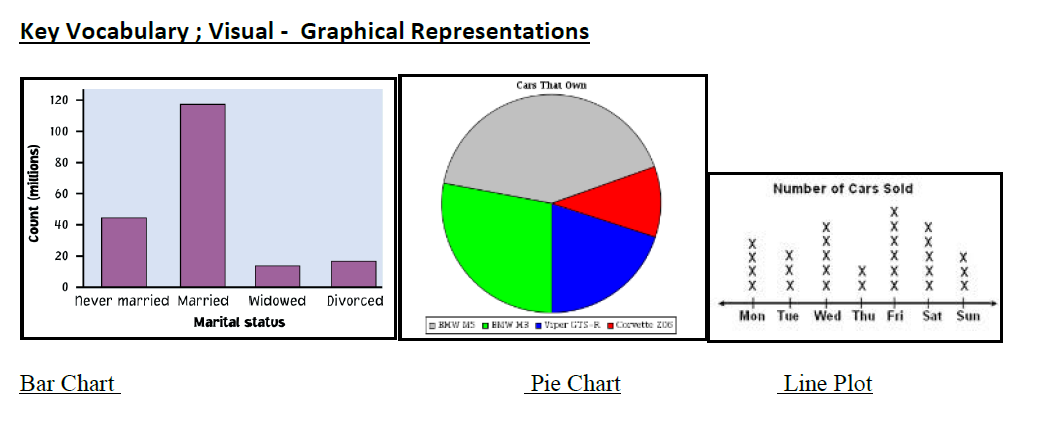 Key Vocabulary ; Visual - Graphical Representations
120
100
80
60
40
20
0
Count (millions)
Never married Married Widowed Divorced
Marital status
Cars That Own
BMW M5 BMW M3 Viper GTS-R Corvette Z06
Number of Cars Sold
X
X X X
X X X X
X X X X X X
X X X X X X X
X X X X X X X
Mon Tue Wed Thu Fri Sat Sun
Bar Chart Pie Chart Line Plot